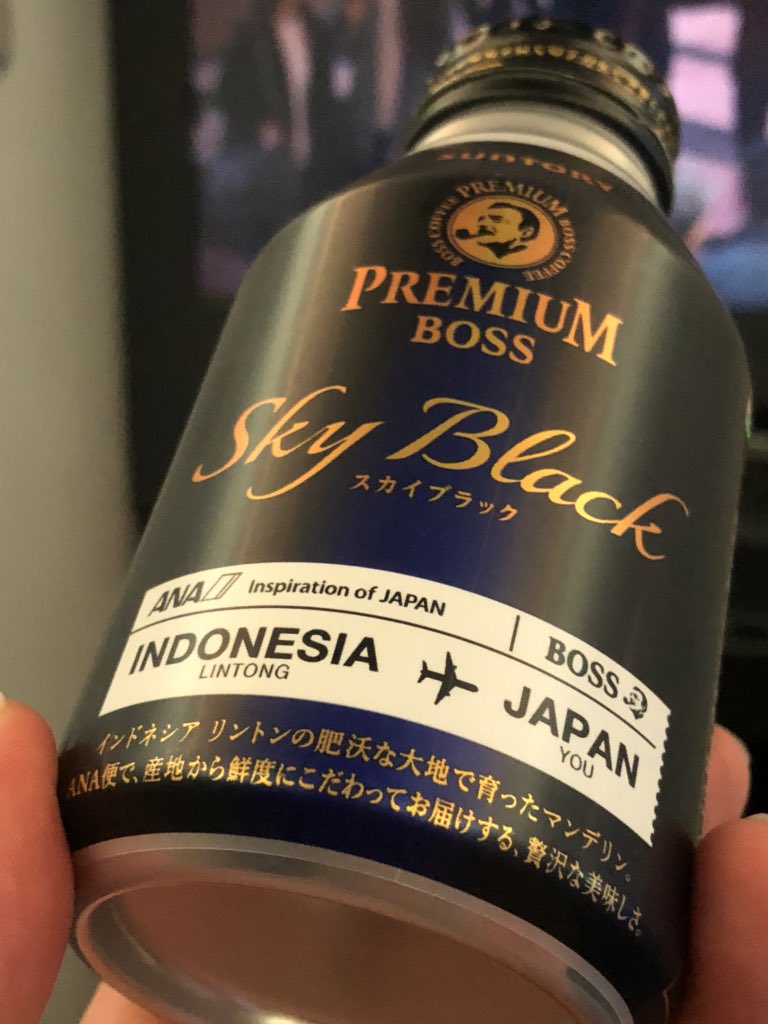 SUNTORY
PREMIUM BOSS COFFEE
BOSS COFFEE
PREMIUM
BOSS
Sky Black
スカイブラック
ANA Inspiration of JAPAN
BOSS
INDONESIA
LINTONG
JAPAN
YOU
インドネシア リントンの肥沃な大地で育ったマンデリン。
ANA便で、産地から鮮度にこだわってお届けする、贅沢な美味しさ。